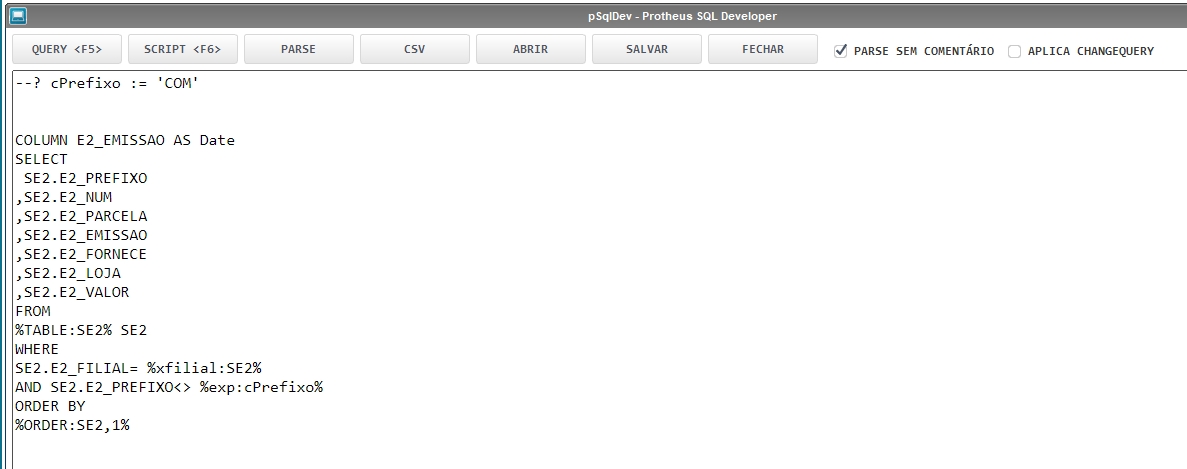 pSqlDev - Protheus SQL Developer
QUERY <F5> SCRIPT <F6> PARSE CSV ABRIR SALVAR FECHAR PARSE SEM COMENTÁRIO APLICA CHANGEQUERY
--? cPrefixo := 'COM'
COLUMN E2_EMISSAO AS Date
SELECT
SE2.E2_PREFIXO
,SE2.E2_NUM
,SE2.E2_PARCELA
,SE2.E2_EMISSAO
,SE2.E2_FORNECE
,SE2.E2_LOJA
,SE2.E2_VALOR
FROM
%TABLE:SE2% SE2
WHERE
SE2.E2_FILIAL= %xfilial:SE2%
AND SE2.E2_PREFIXO<> %exp:cPrefixo%
ORDER BY
%ORDER:SE2,1%